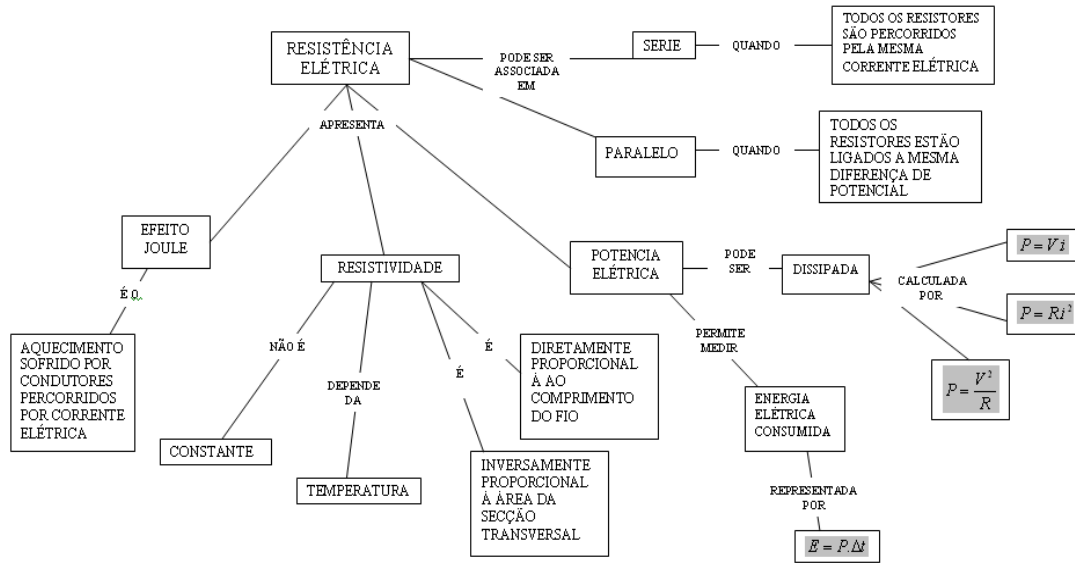 RESISTÊNCIA
ELÉTRICA
PODE SER
ASSOCIADA
EM
SERIE
QUANDO
TODOS OS RESISTORES
SÃO PERCORRIDOS
PELA MESMA
CORRENTE ELÉTRICA
APRESENTA
PARALELO
QUANDO
TODOS OS
RESISTORES ESTÃO
LIGADOS A MESMA
DIFERENÇA DE
POTENCIAL
EFEITO
JOULE
RESISTIVIDADE
POTENCIA
ELÉTRICA
PODE
SER
DISSIPADA
CALCULADA
POR
P = Vi
P = Ri²
P = V²/R
É O
AQUECIMENTO
SOFRIDO POR
CONDUTORES
PERCORRIDOS
POR CORRENTE
ELÉTRICA
NÃO É
CONSTANTE
DEPENDE
DA
TEMPERATURA
É
INVERSAMENTE
PROPORCIONAL
À ÁREA DA
SECÇÃO
TRANSVERSAL
É
DIRETAMENTE
PROPORCIONAL
À AO
COMPRIMENTO
DO FIO
PERMITE
MEDIR
ENERGIA
ELÉTRICA
CONSUMIDA
REPRESENTADA
POR
E = P.Δt